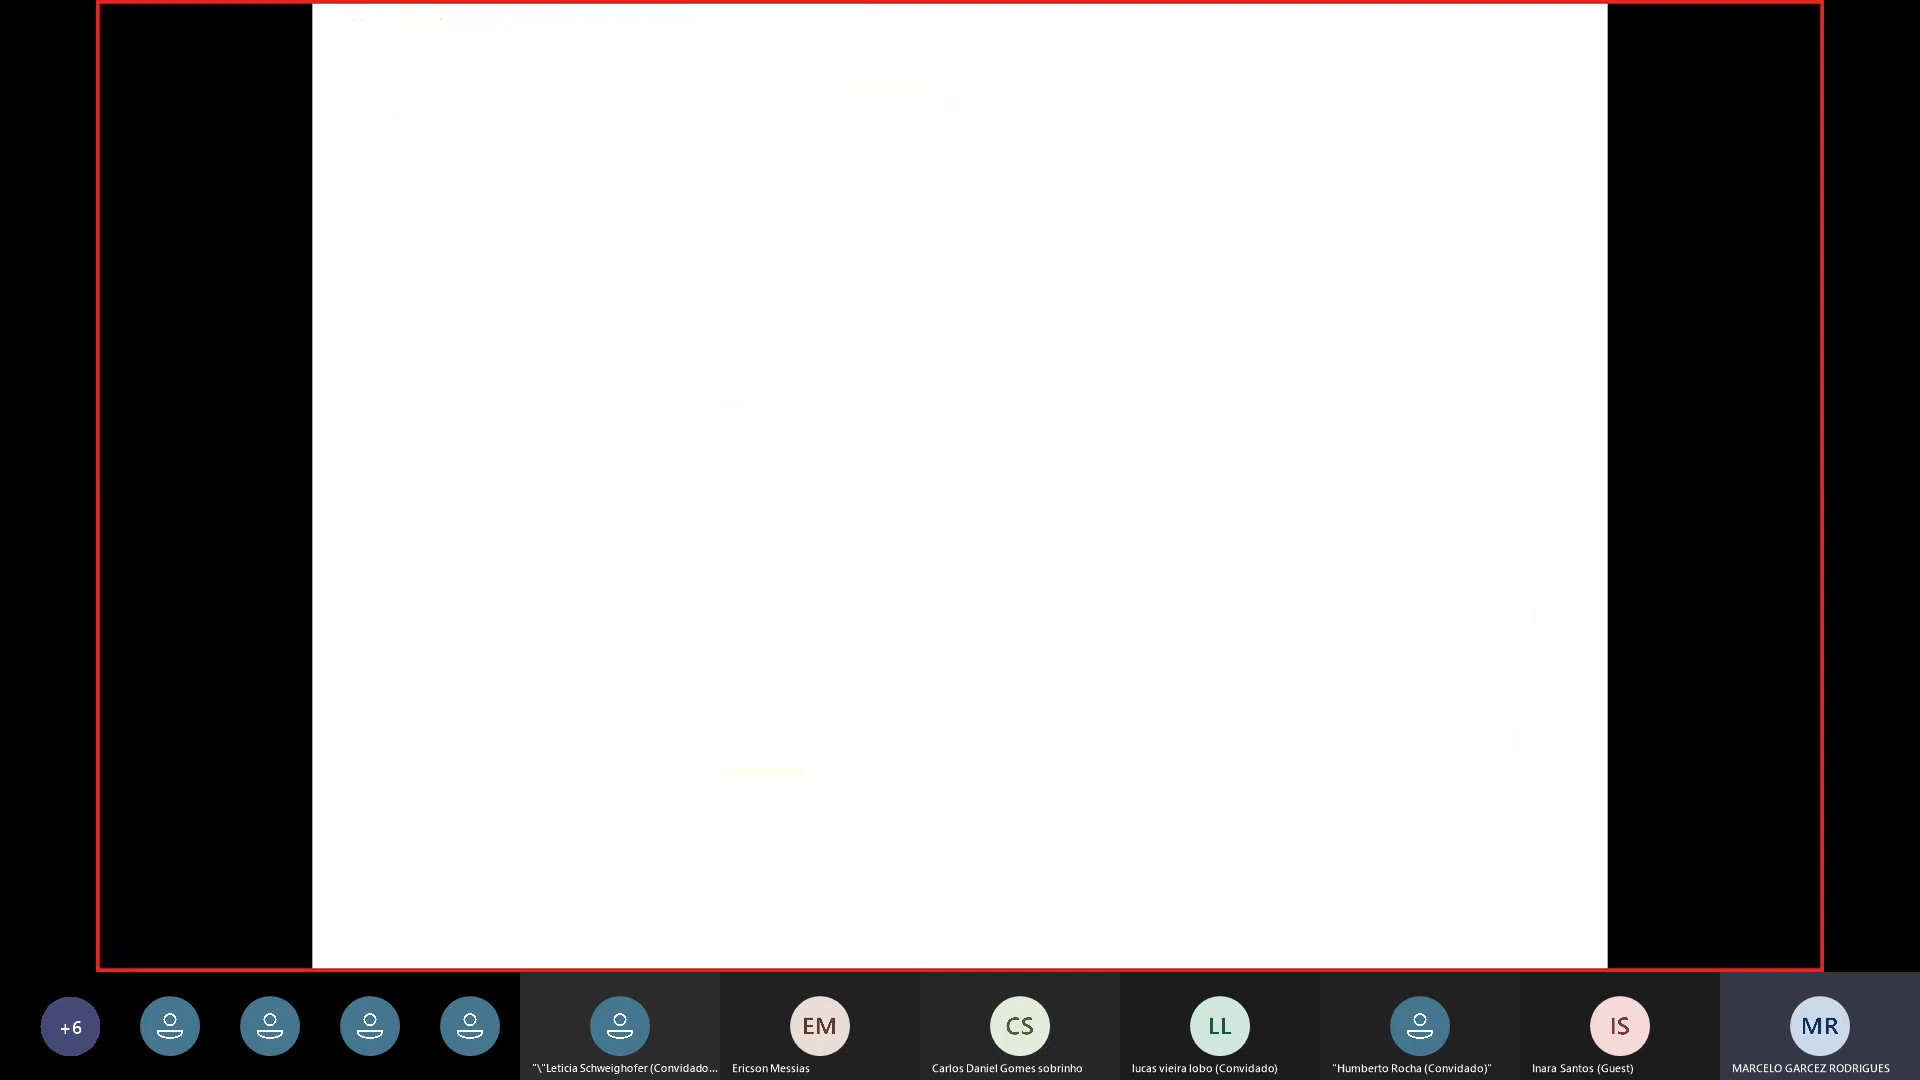 +6
"\"Leticia Schweighofer (Convidado...
EM
Ericson Messias
CS
Carlos Daniel Gomes sobrinho
LL
lucas vieira lobo (Convidado)
"Humberto Rocha (Convidado)"
IS
Inara Santos (Guest)
MR
MARCELO GARCEZ RODRIGUES